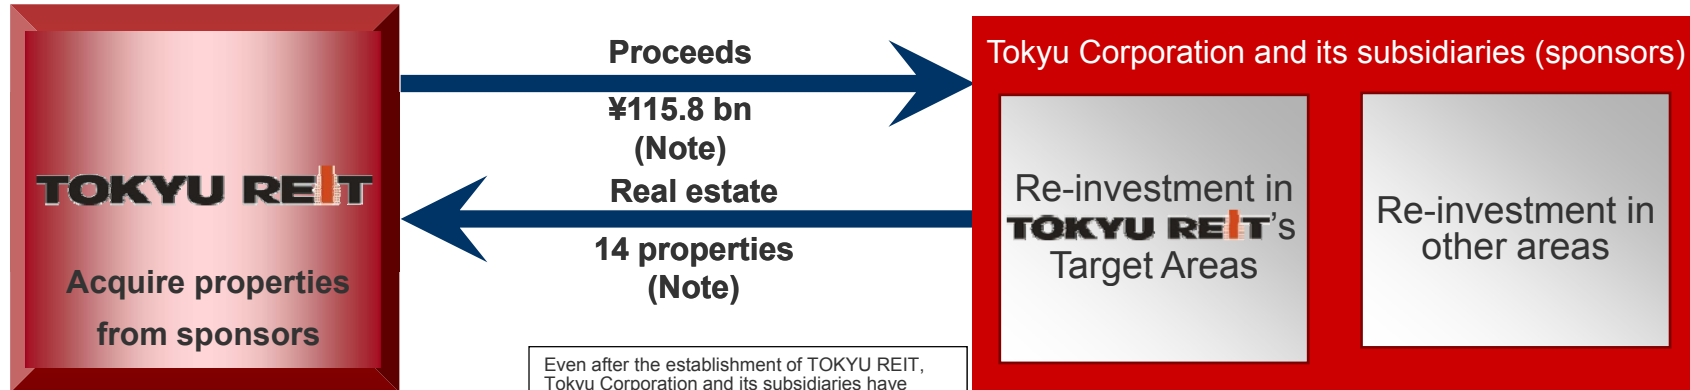 TOKYU REIT
Acquire properties
from sponsors
Proceeds
¥115.8 bn
(Note)
Real estate
14 properties
(Note)
Even after the establishment of TOKYU REIT,
Tokyu Corporation and its subsidiaries have
Tokyu Corporation and its subsidiaries (sponsors)
Re-investment in
TOKYU REIT's
Target Areas
Re-investment in
other areas